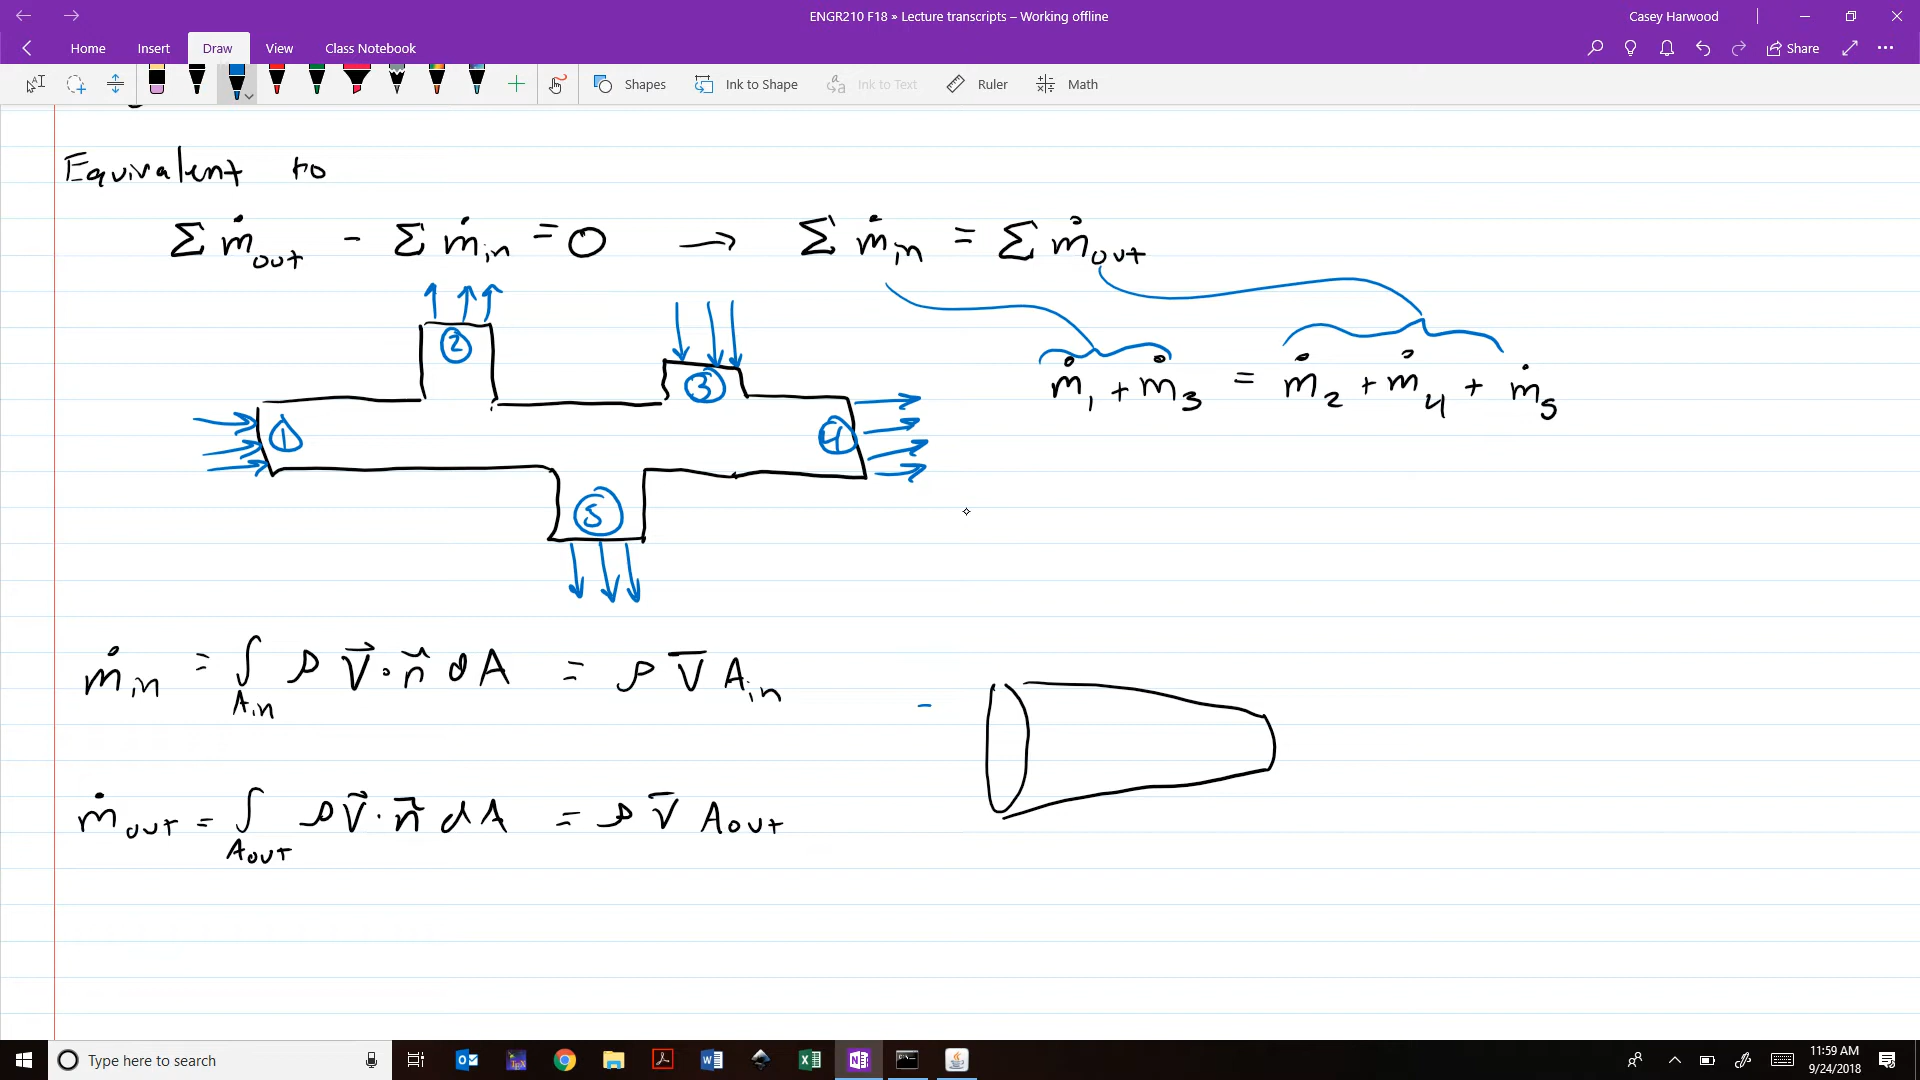 ENGR210 F18 » Lecture transcripts – Working offline
Casey Harwood
Home Insert Draw View Class Notebook
Share
Shapes Ink to Shape Ink to Text Ruler Math
Equivalent to
Σ ṁout - Σ ṁin = 0 → Σ ṁin = Σ ṁout
② ③
ṁ1 + ṁ3 = ṁ2 + ṁ4 + ṁ5
① ④
⑤
ṁin = ∫Ain ρ V⃗ · n⃗ dA = ρ V̄ Ain
-
ṁout = ∫Aout ρ V⃗ · n⃗ dA = ρ V̄ Aout
Type here to search
11:59 AM
9/24/2018